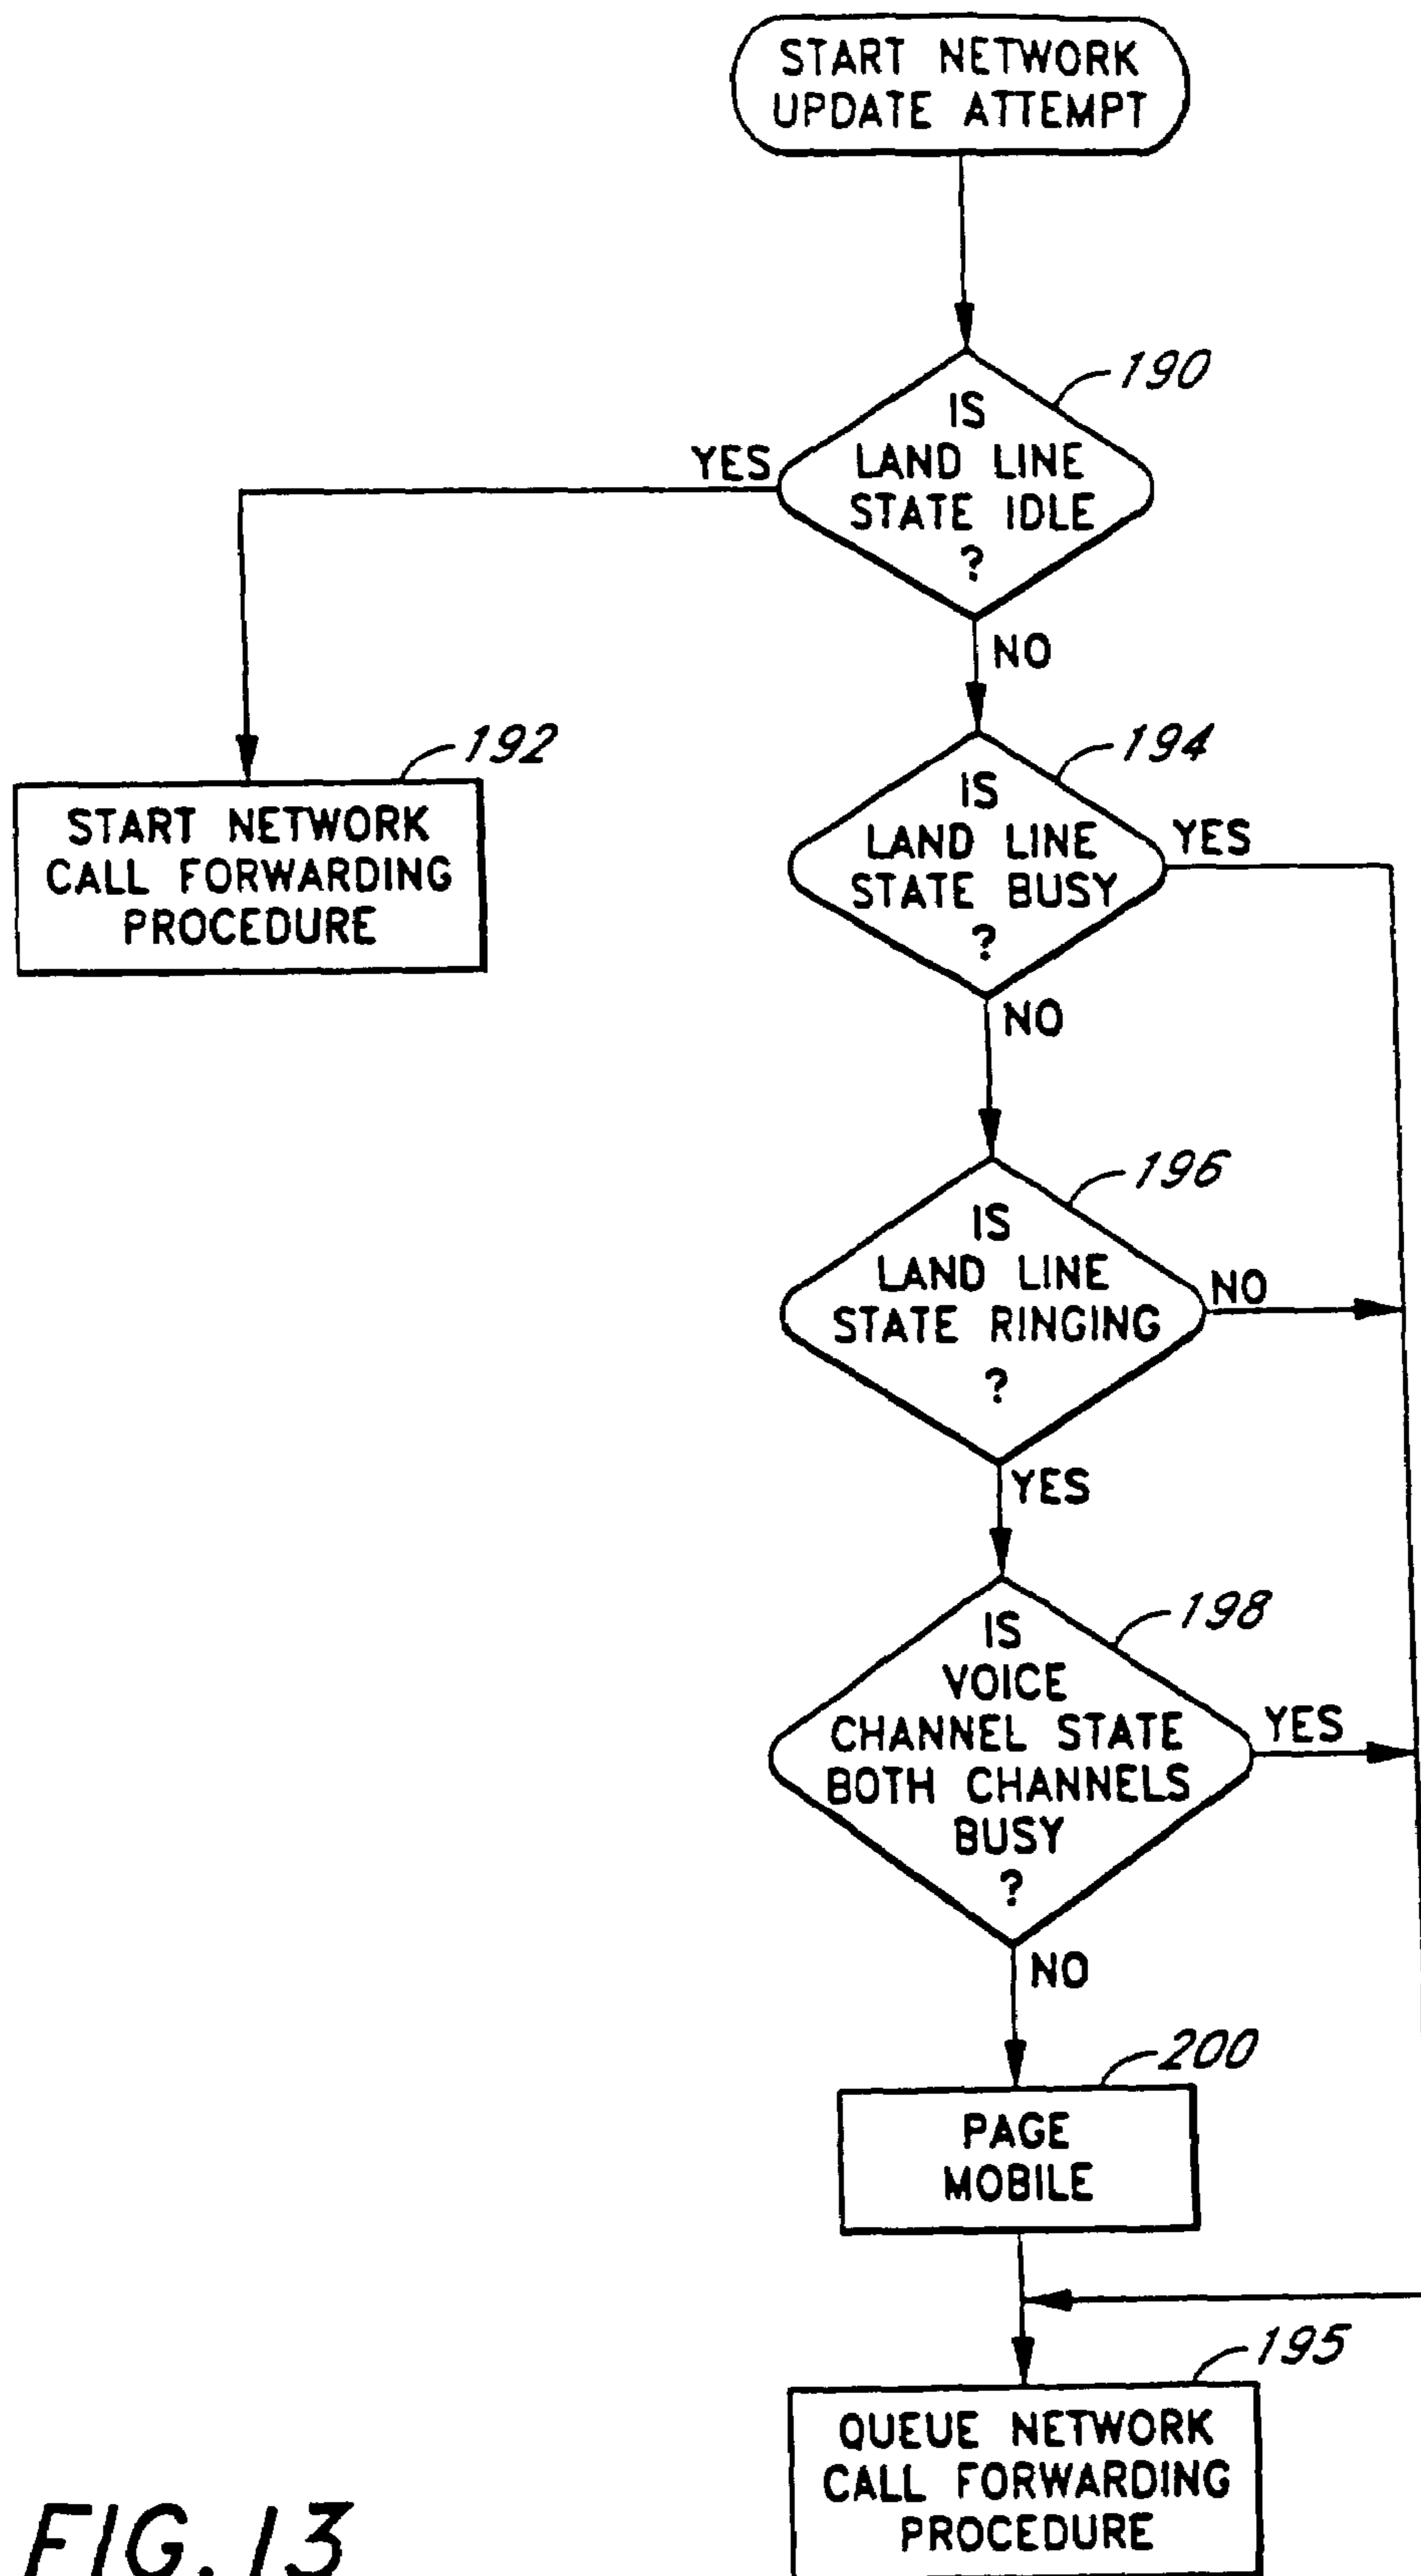 START NETWORK
UPDATE ATTEMPT
190
IS
LAND LINE
STATE IDLE
?
YES
NO
192
START NETWORK
CALL FORWARDING
PROCEDURE
194
IS
LAND LINE
STATE BUSY
?
YES
NO
196
IS
LAND LINE
STATE RINGING
?
NO
YES
198
IS
VOICE
CHANNEL STATE
BOTH CHANNELS
BUSY
?
YES
NO
200
PAGE
MOBILE
195
QUEUE NETWORK
CALL FORWARDING
PROCEDURE
FIG. 13